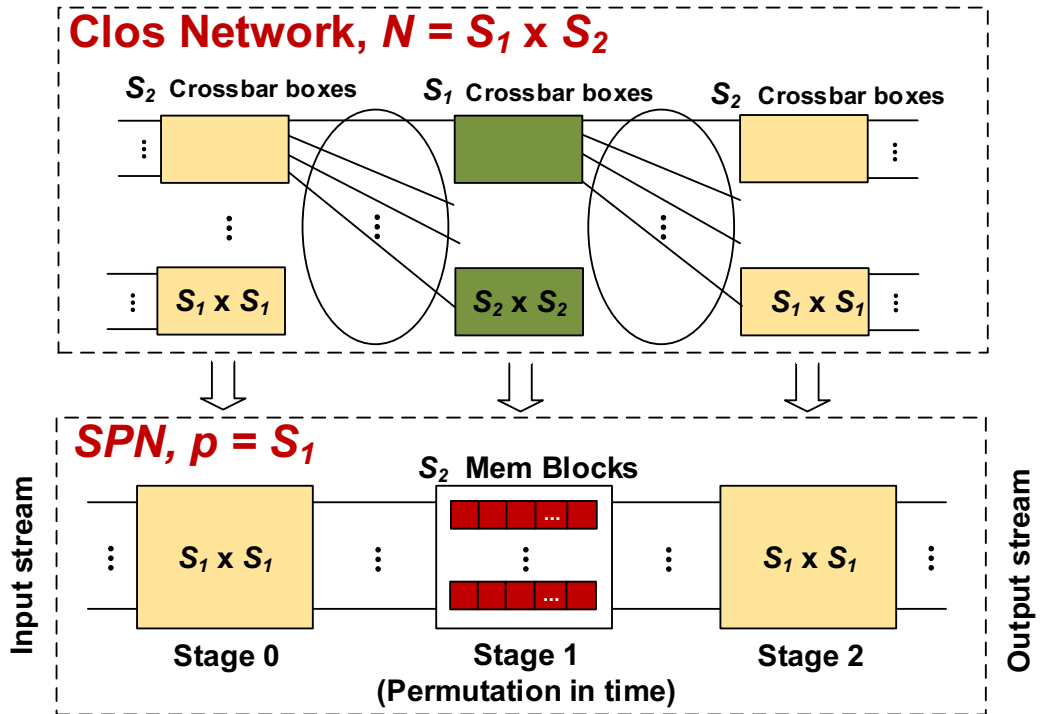 Clos Network, N = S₁ x S₂
S₂ Crossbar boxes
S₁ Crossbar boxes
S₂ Crossbar boxes
S₁ x S₁
S₂ x S₂
S₁ x S₁
SPN, p = S₁
S₂ Mem Blocks
Input stream
S₁ x S₁
...
...
S₁ x S₁
Output stream
Stage 0
Stage 1
Stage 2
(Permutation in time)